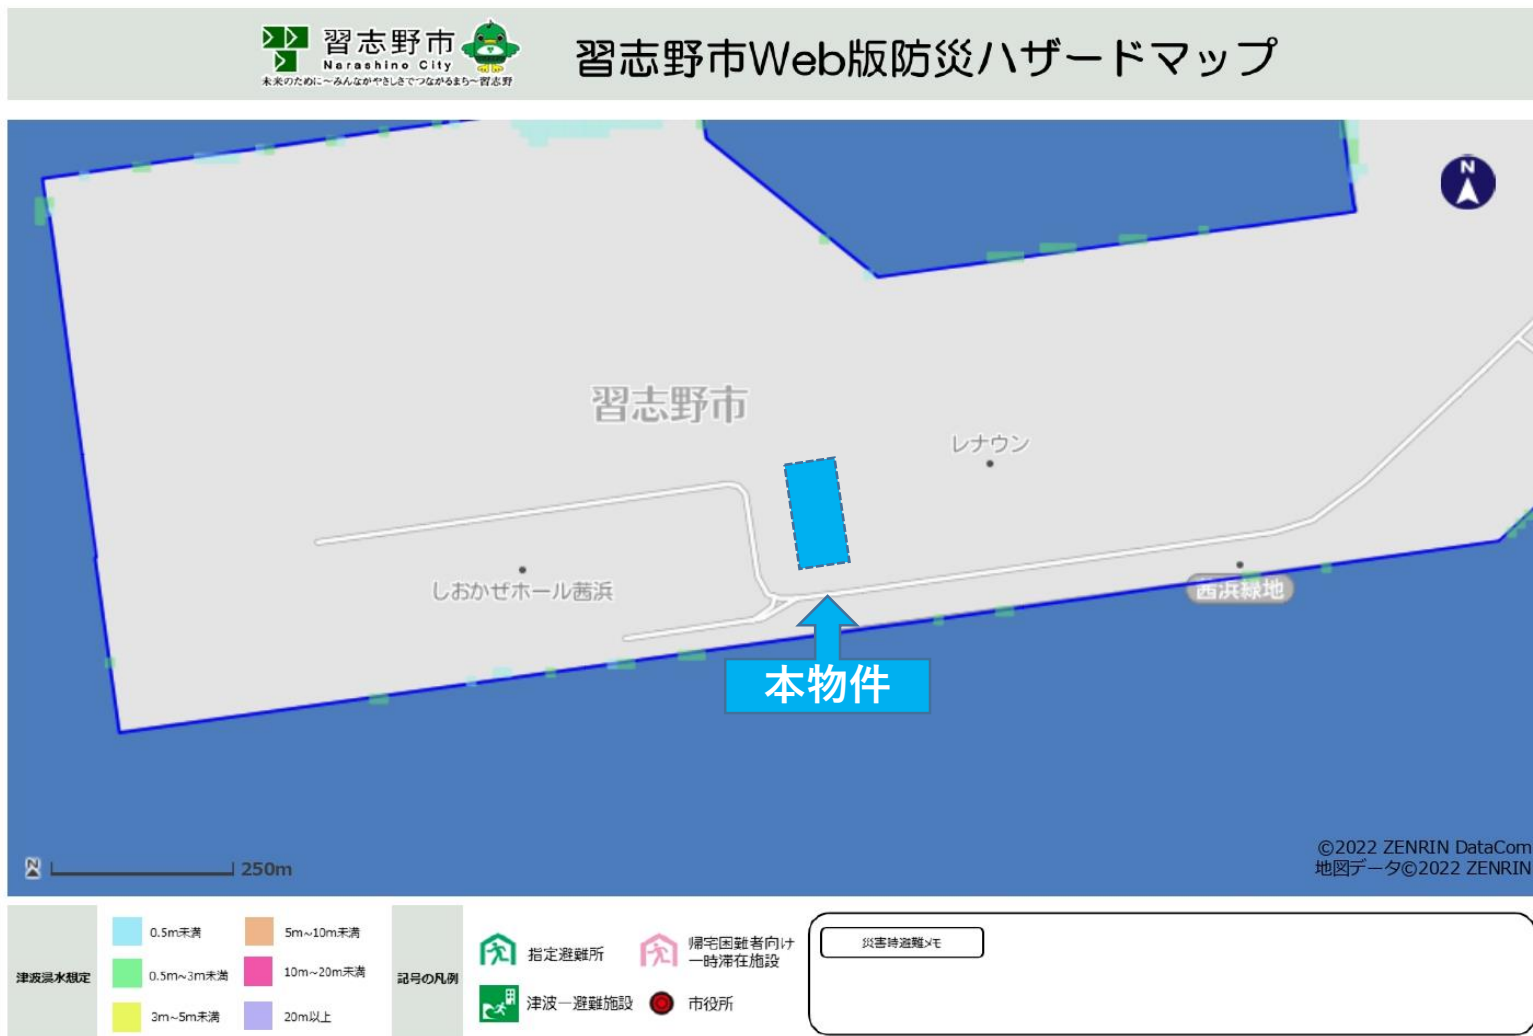 習志野市
Narashino City
未来のために～みんながやさしさでつながるまち～習志野
習志野市Web版防災ハザードマップ
N
習志野市
レナウン
しおかぜホール茜浜
茜浜緑地
本物件
N
250m
©2022 ZENRIN DataCom
地図データ©2022 ZENRIN
津波浸水想定
0.5m未満
0.5m~3m未満
3m~5m未満
5m~10m未満
10m~20m未満
20m以上
記号の凡例
指定避難所
津波一避難施設
帰宅困難者向け
一時滞在施設
市役所
災害時避難メモ